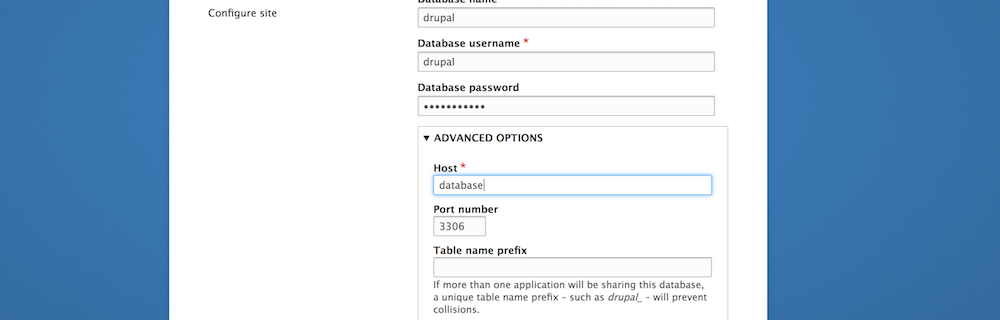 Configure site
Database name
drupal
Database username *
drupal
Database password
•••••••••••
▼ ADVANCED OPTIONS
Host *
database
Port number
3306
Table name prefix
If more than one application will be sharing this database,
a unique table name prefix – such as drupal_ – will prevent
collisions.